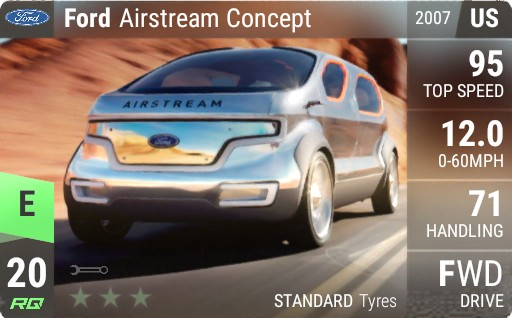 Ford
Ford Airstream Concept
2007 US
95
TOP SPEED
AIRSTREAM
Ford
12.0
0-60MPH
E
71
HANDLING
20
RQ
FWD
DRIVE
STANDARD Tyres